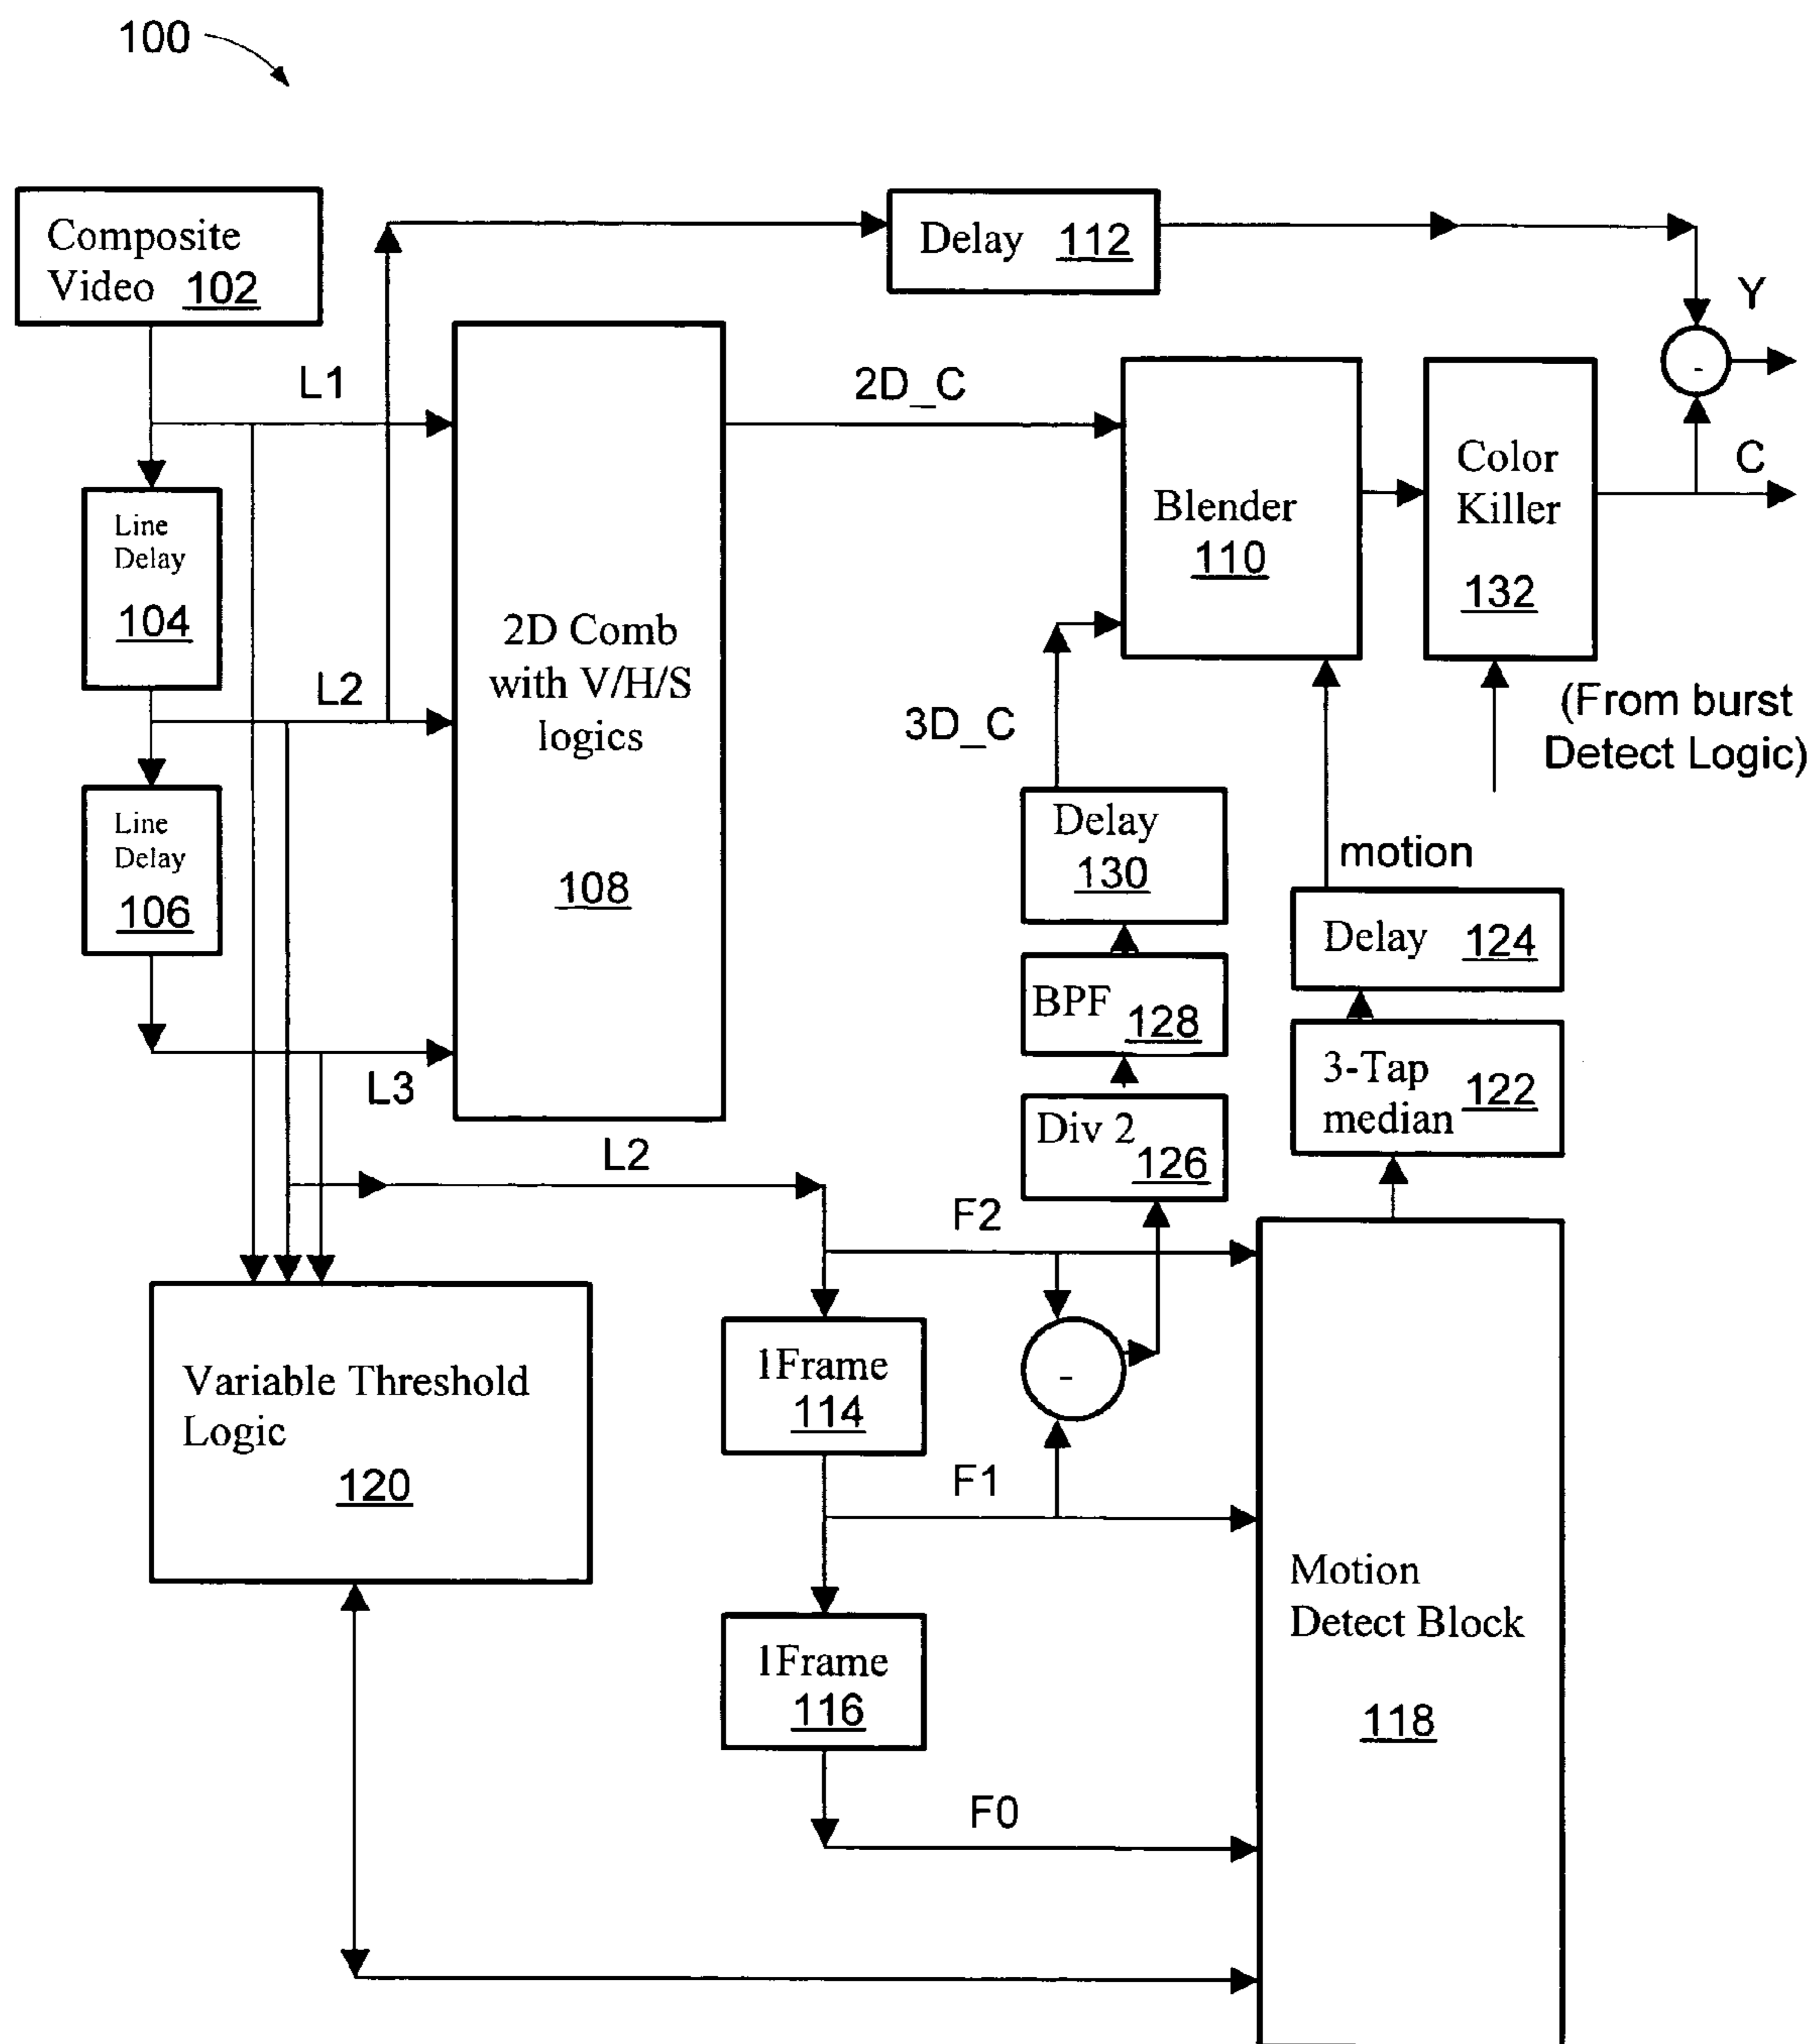 100
Composite
Video 102
Delay 112
Y
L1
2D_C
C
Line
Delay
104
Blender
110
Color
Killer
132
2D Comb
with V/H/S
logics
108
L2
3D_C
(From burst
Detect Logic)
Line
Delay
106
Delay
130
motion
Delay 124
BPF 128
L3
3-Tap
median 122
Div 2
126
L2
F2
Variable Threshold
Logic
120
1Frame
114
-
-
F1
Motion
Detect Block
118
1Frame
116
F0